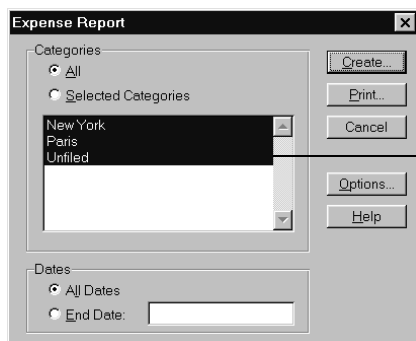 Expense Report
Categories
All
Selected Categories
New York
Paris
Unfiled
Create...
Print...
Cancel
Options...
Help
Dates
All Dates
End Date: